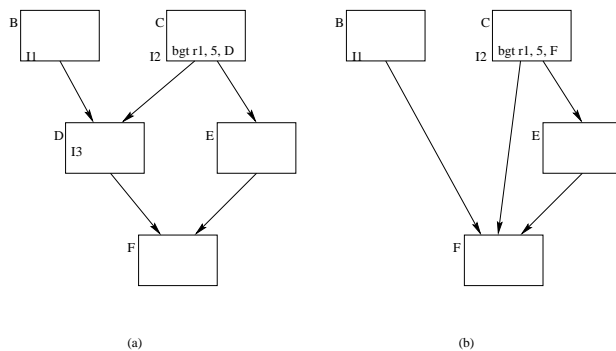 B
I1
C
I2
bgt r1, 5, D
D
I3
E
F
(a)
B
I1
C
I2
bgt r1, 5, F
E
F
(b)